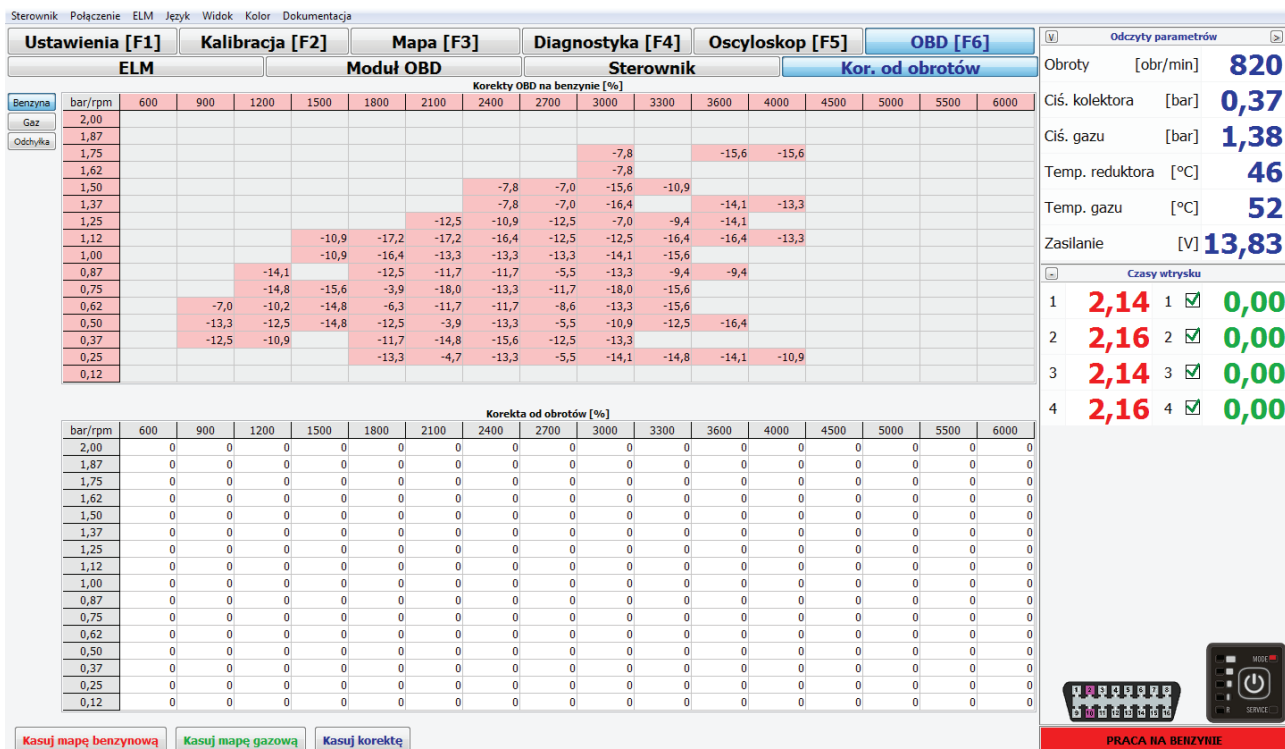 Sterownik Połączenie ELM Język Widok Kolor Dokumentacja
Ustawienia [F1] Kalibracja [F2] Mapa [F3] Diagnostyka [F4] Oscyloskop [F5] OBD [F6]
ELM Moduł OBD Sterownik Kor. od obrotów
Korekty OBD na benzynie [%]
Benzyna
Gaz
Odchyłka
bar/rpm 600 900 1200 1500 1800 2100 2400 2700 3000 3300 3600 4000 4500 5000 5500 6000
2,00
1,87
1,75 -7,8 -15,6 -15,6
1,62 -7,8
1,50 -7,8 -7,0 -15,6 -10,9
1,37 -7,8 -7,0 -16,4 -14,1 -13,3
1,25 -12,5 -10,9 -12,5 -7,0 -9,4 -14,1
1,12 -10,9 -17,2 -17,2 -16,4 -12,5 -12,5 -16,4 -16,4 -13,3
1,00 -10,9 -16,4 -13,3 -13,3 -13,3 -14,1 -15,6
0,87 -14,1 -12,5 -11,7 -11,7 -5,5 -13,3 -9,4 -9,4
0,75 -14,8 -15,6 -3,9 -18,0 -13,3 -11,7 -18,0 -15,6
0,62 -7,0 -10,2 -14,8 -6,3 -11,7 -11,7 -8,6 -13,3 -15,6
0,50 -13,3 -12,5 -14,8 -12,5 -3,9 -13,3 -5,5 -10,9 -12,5 -16,4
0,37 -12,5 -10,9 -11,7 -14,8 -15,6 -12,5 -13,3
0,25 -13,3 -4,7 -13,3 -5,5 -14,1 -14,8 -14,1 -10,9
0,12
Korekta od obrotów [%]
bar/rpm 600 900 1200 1500 1800 2100 2400 2700 3000 3300 3600 4000 4500 5000 5500 6000
2,00 0 0 0 0 0 0 0 0 0 0 0 0 0 0 0 0
1,87 0 0 0 0 0 0 0 0 0 0 0 0 0 0 0 0
1,75 0 0 0 0 0 0 0 0 0 0 0 0 0 0 0 0
1,62 0 0 0 0 0 0 0 0 0 0 0 0 0 0 0 0
1,50 0 0 0 0 0 0 0 0 0 0 0 0 0 0 0 0
1,37 0 0 0 0 0 0 0 0 0 0 0 0 0 0 0 0
1,25 0 0 0 0 0 0 0 0 0 0 0 0 0 0 0 0
1,12 0 0 0 0 0 0 0 0 0 0 0 0 0 0 0 0
1,00 0 0 0 0 0 0 0 0 0 0 0 0 0 0 0 0
0,87 0 0 0 0 0 0 0 0 0 0 0 0 0 0 0 0
0,75 0 0 0 0 0 0 0 0 0 0 0 0 0 0 0 0
0,62 0 0 0 0 0 0 0 0 0 0 0 0 0 0 0 0
0,50 0 0 0 0 0 0 0 0 0 0 0 0 0 0 0 0
0,37 0 0 0 0 0 0 0 0 0 0 0 0 0 0 0 0
0,25 0 0 0 0 0 0 0 0 0 0 0 0 0 0 0 0
0,12 0 0 0 0 0 0 0 0 0 0 0 0 0 0 0 0
Kasuj mapę benzynową Kasuj mapę gazową Kasuj korektę
V Odczyty parametrów >
Obroty [obr/min] 820
Ciś. kolektora [bar] 0,37
Ciś. gazu [bar] 1,38
Temp. reduktora [°C] 46
Temp. gazu [°C] 52
Zasilanie [V] 13,83
- Czasy wtrysku
1 2,14 1 0,00
2 2,16 2 0,00
3 2,14 3 0,00
4 2,16 4 0,00
1 2 3 4 5 6 7 8
9 10 11 12 13 14 15 16
MODE
R SERVICE
PRACA NA BENZYNIE